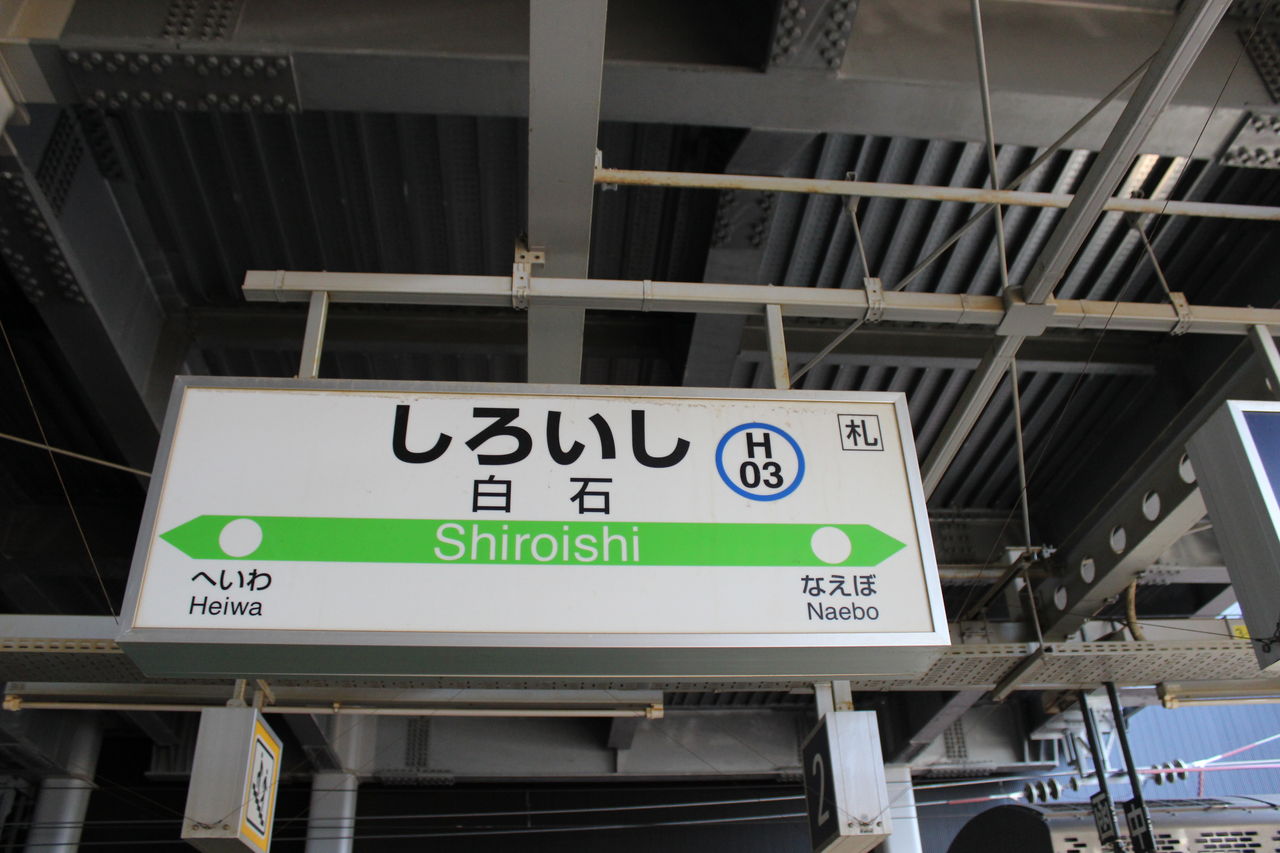 しろいし
H
03
札
白石
Shiroishi
へいわ
Heiwa
なえぼ
Naebo
2